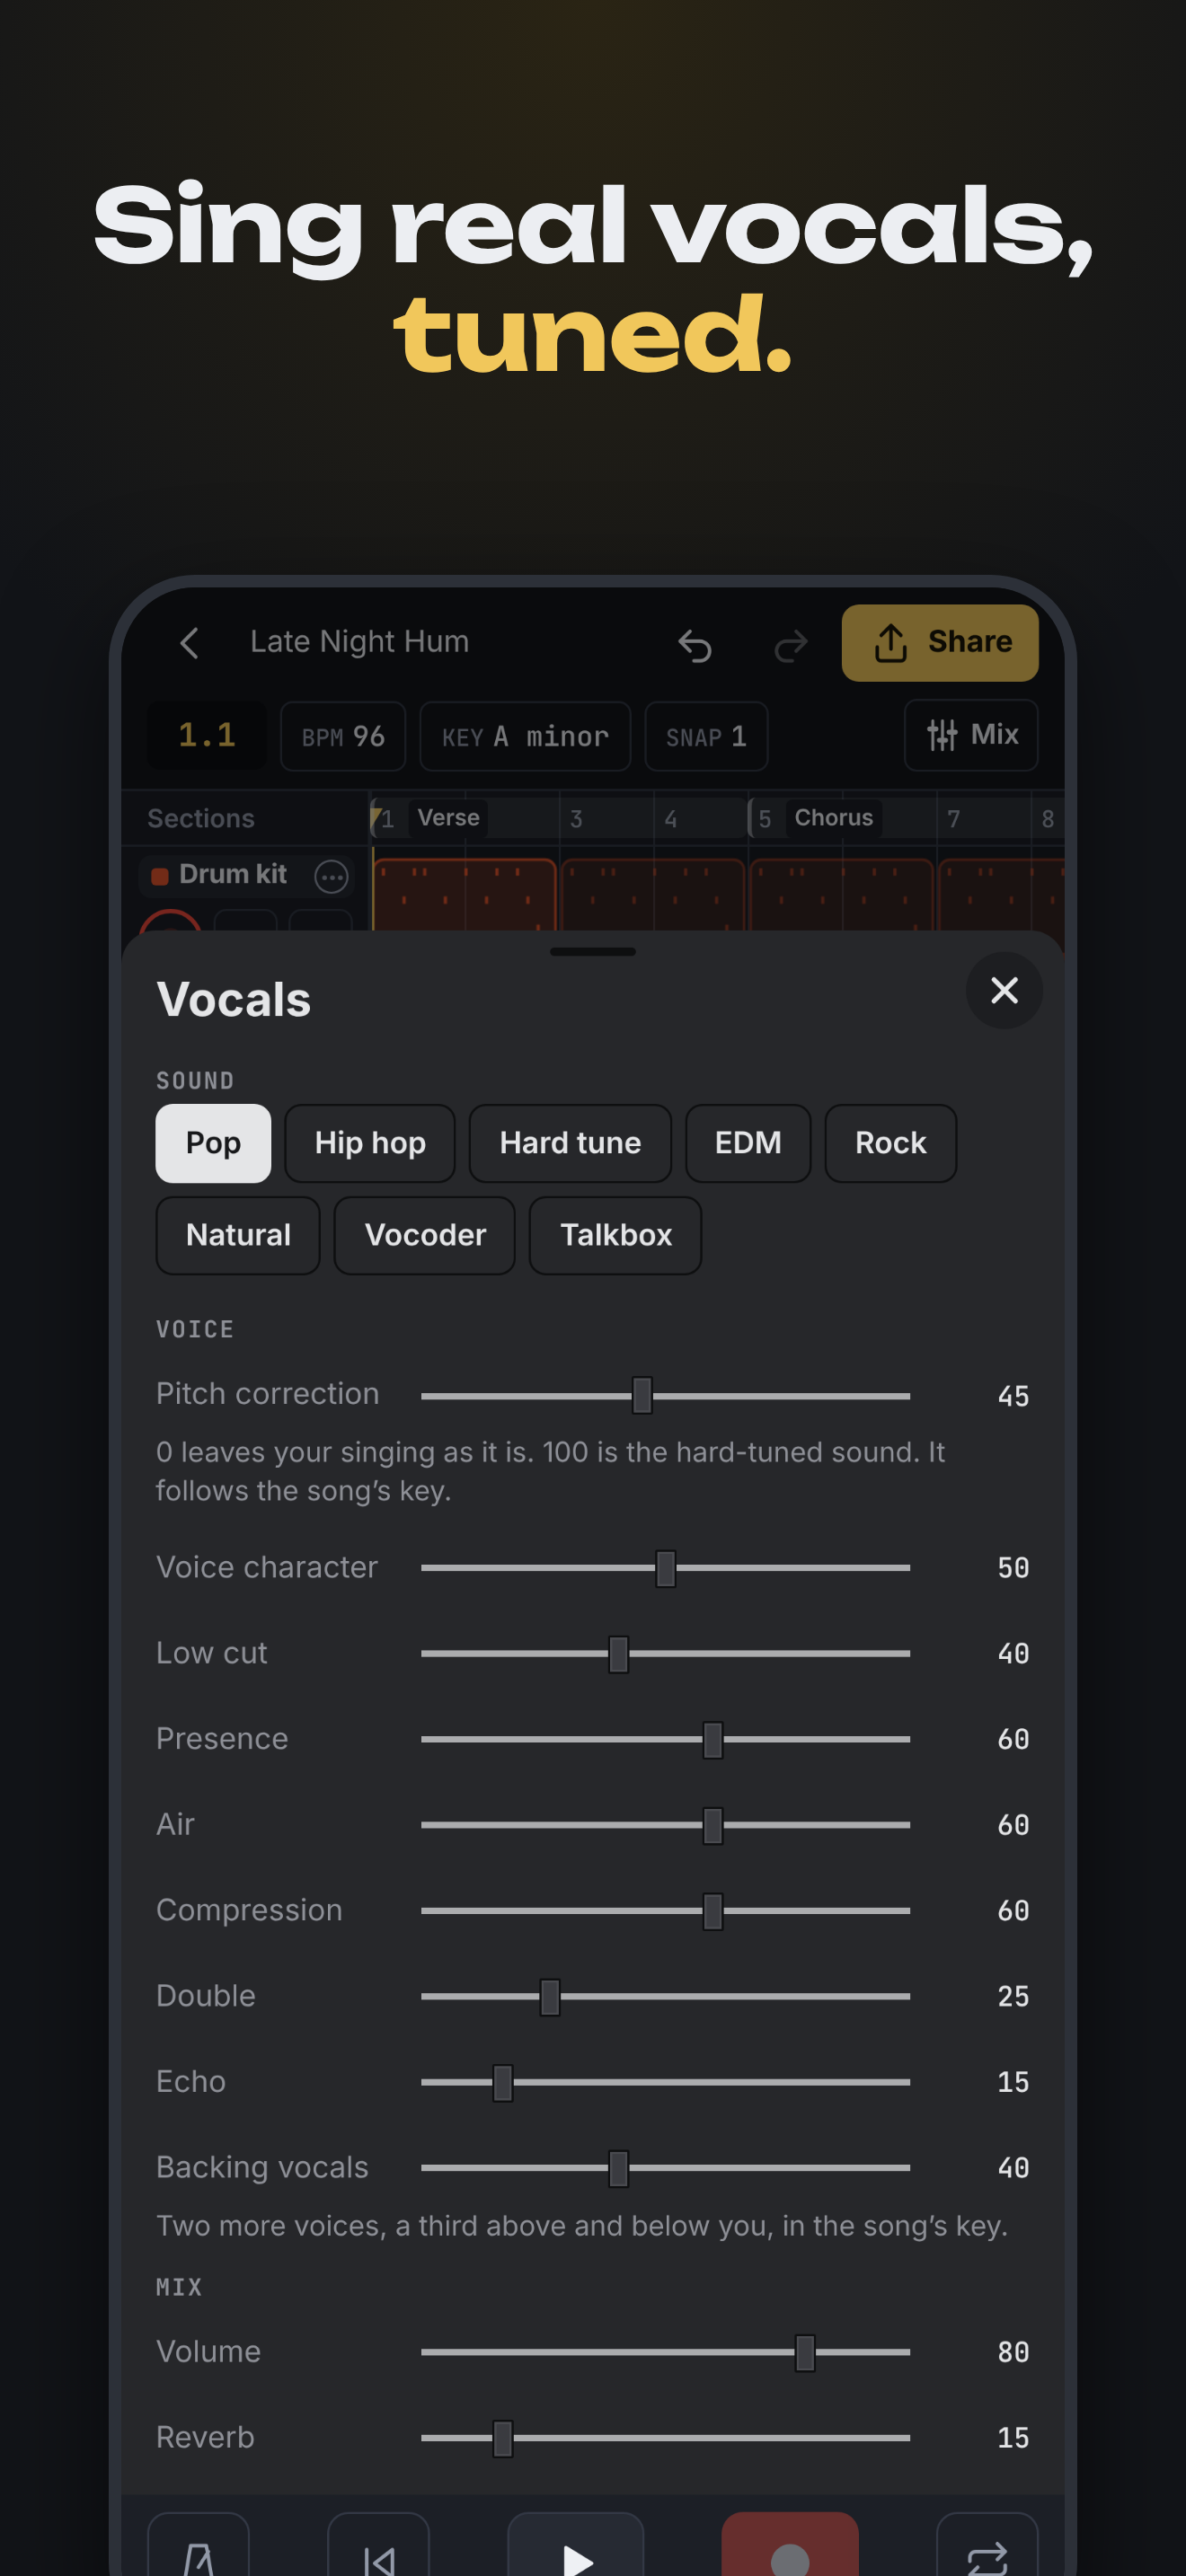 Sing real vocals,
tuned.
Late Night Hum
Share
1.1
BPM 96
KEY A minor
SNAP 1
Mix
Sections
1 Verse 3 4 5 Chorus 7 8
Drum kit
Vocals
SOUND
Pop Hip hop Hard tune EDM Rock
Natural Vocoder Talkbox
VOICE
Pitch correction 45
0 leaves your singing as it is. 100 is the hard-tuned sound. It
follows the song’s key.
Voice character 50
Low cut 40
Presence 60
Air 60
Compression 60
Double 25
Echo 15
Backing vocals 40
Two more voices, a third above and below you, in the song’s key.
MIX
Volume 80
Reverb 15